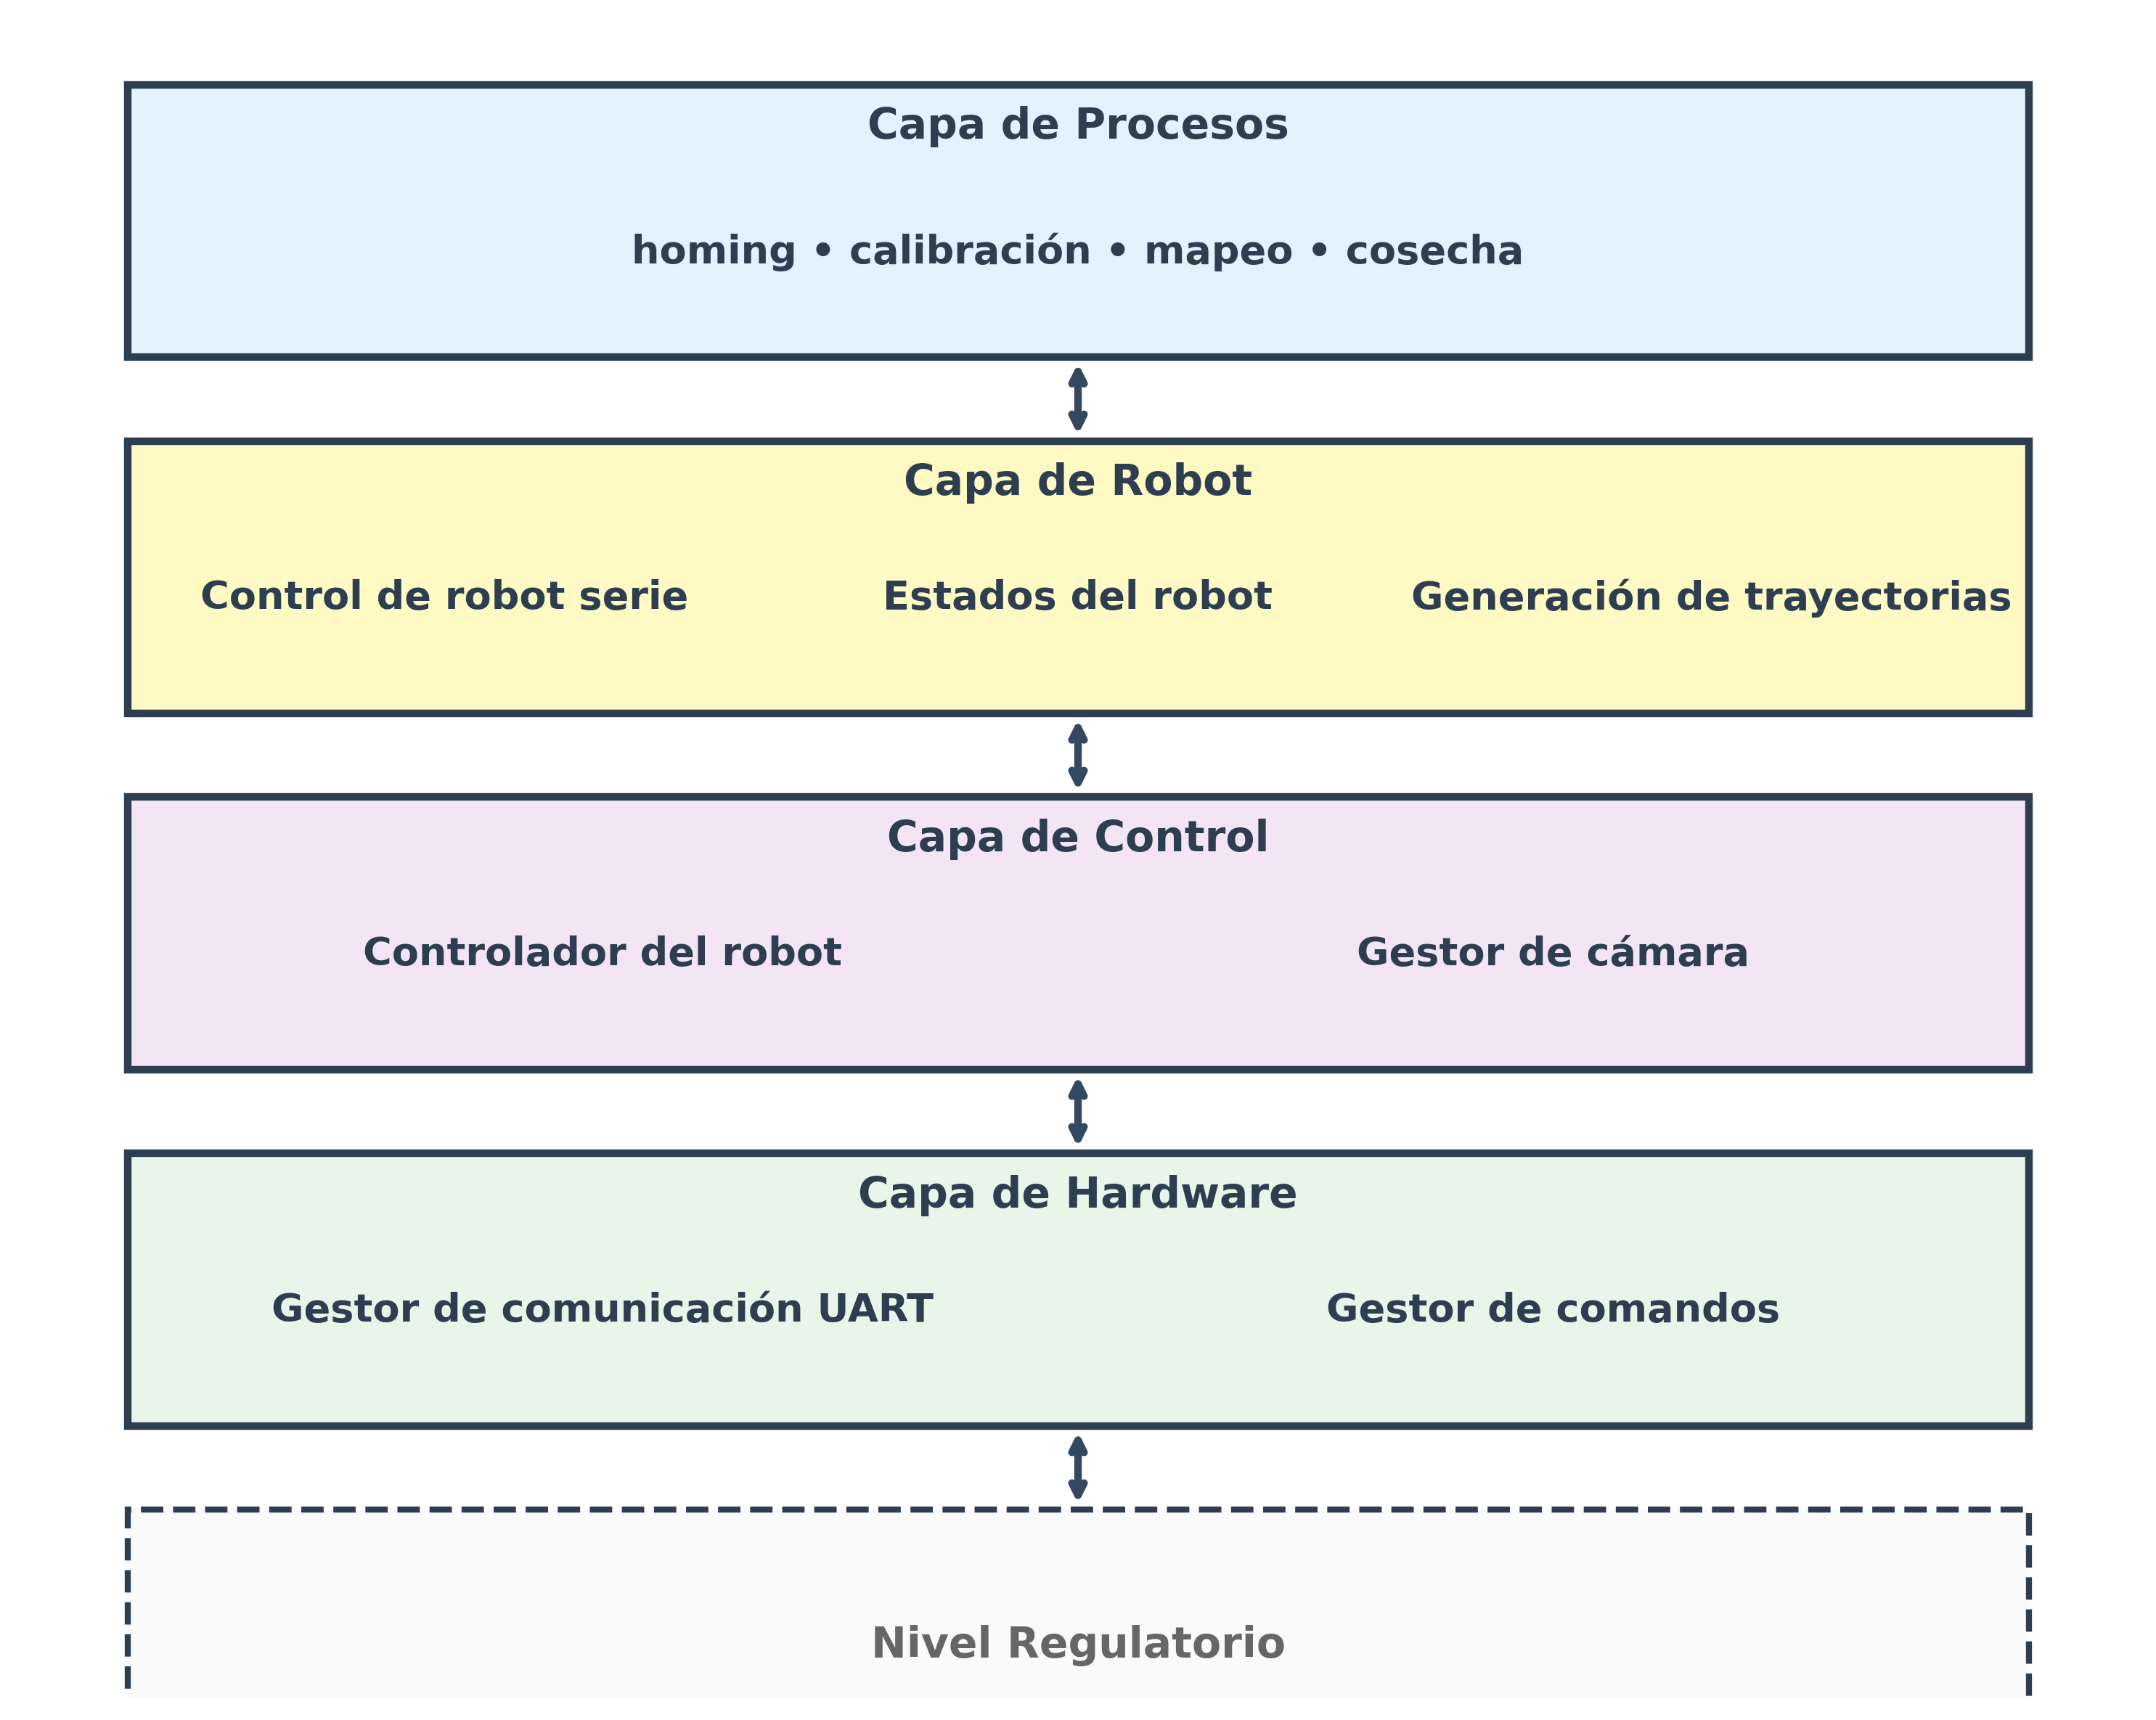 Capa de Procesos
homing • calibración • mapeo • cosecha
Capa de Robot
Control de robot serie Estados del robot Generación de trayectorias
Capa de Control
Controlador del robot Gestor de cámara
Capa de Hardware
Gestor de comunicación UART Gestor de comandos
Nivel Regulatorio